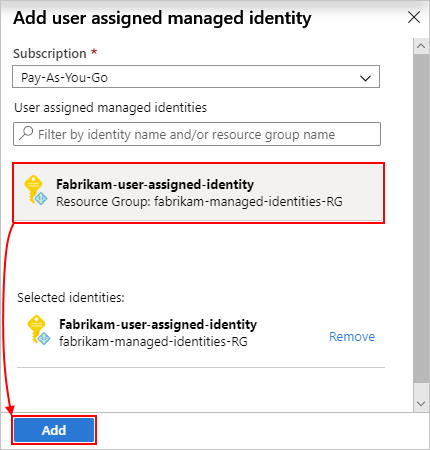 Add user assigned managed identity
Subscription *
Pay-As-You-Go
User assigned managed identities
Filter by identity name and/or resource group name
Fabrikam-user-assigned-identity
Resource Group: fabrikam-managed-identities-RG
Selected identities:
Fabrikam-user-assigned-identity
fabrikam-managed-identities-RG
Remove
Add